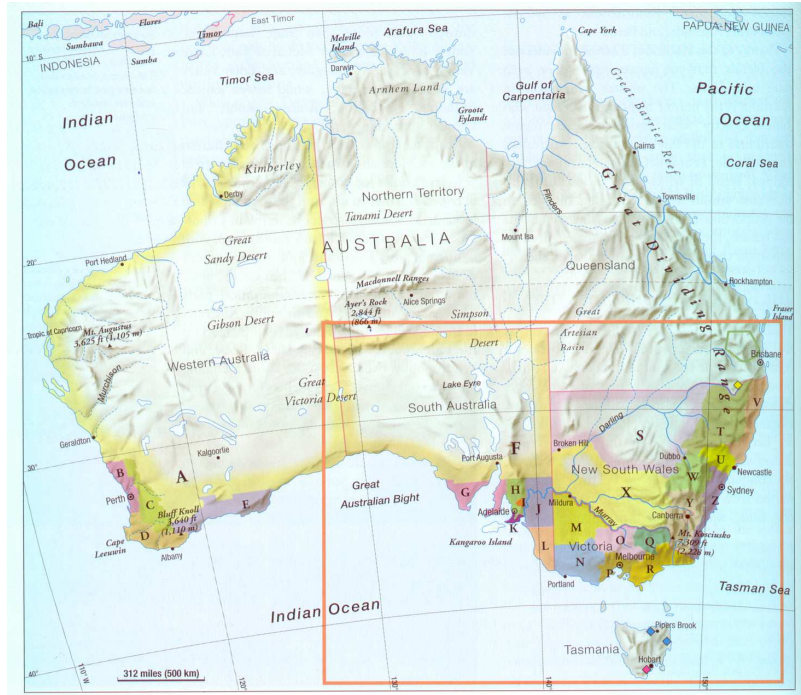 Bali
Flores
East Timor
Arafura Sea
Cape York
PAPUA-NEW GUINEA
Sumbawa
Timor
Melville
Island
10° S
INDONESIA
Sumba
Darwin
Timor Sea
Arnhem Land
Gulf of
Carpentaria
Pacific
Ocean
Groote
Eylandt
Great Barrier Reef
Indian
Ocean
Cairns
Coral Sea
Kimberley
Derby
Northern Territory
Tanami Desert
Flinders
Townsville
Great Dividing Range
Mount Isa
AUSTRALIA
Great
Sandy Desert
Port Hedland
20°
Queensland
Macdonnell Ranges
Alice Springs
Ayer's Rock
2,844 ft
(866 m)
Rockhampton
Fraser
Island
Simpson
Desert
Great
Artesian
Basin
Tropic of Capricorn
Mt. Augustus
3,625 ft (1,105 m)
Gibson Desert
Western Australia
Murchison
Brisbane
Great
Victoria Desert
Lake Eyre
South Australia
Darling
V
T
Geraldton
Kalgoorlie
F
Broken Hill
S
Dubbo
U
30°
B
A
Port Augusta
New South Wales
W
Newcastle
Perth
C
Great
Australian Bight
G
H
I
J
Mildura
X
Sydney
Z
Y
Bluff Knoll
3,640 ft
(1,110 m)
E
Adelaide
K
Murray
Canberra
Cape
Leeuwin
D
Albany
Kangaroo Island
M
L
Victoria
O
Q
Mt. Kosciusko
7,309 ft
(2,228 m)
Melbourne
N
P
R
Portland
Indian Ocean
Tasman Sea
Pipers Brook
Tasmania
Hobart
40°
110° W
312 miles (500 km)
120°
130°
140°
150°